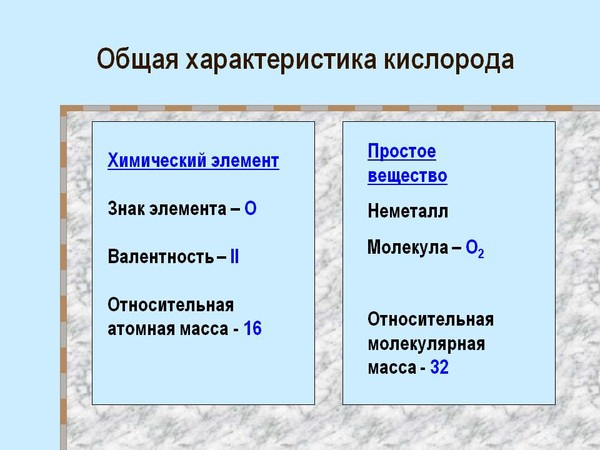 Общая характеристика кислорода
Химический элемент
Знак элемента – О
Валентность – II
Относительная
атомная масса - 16
Простое
вещество
Неметалл
Молекула – О2
Относительная
молекулярная
масса - 32